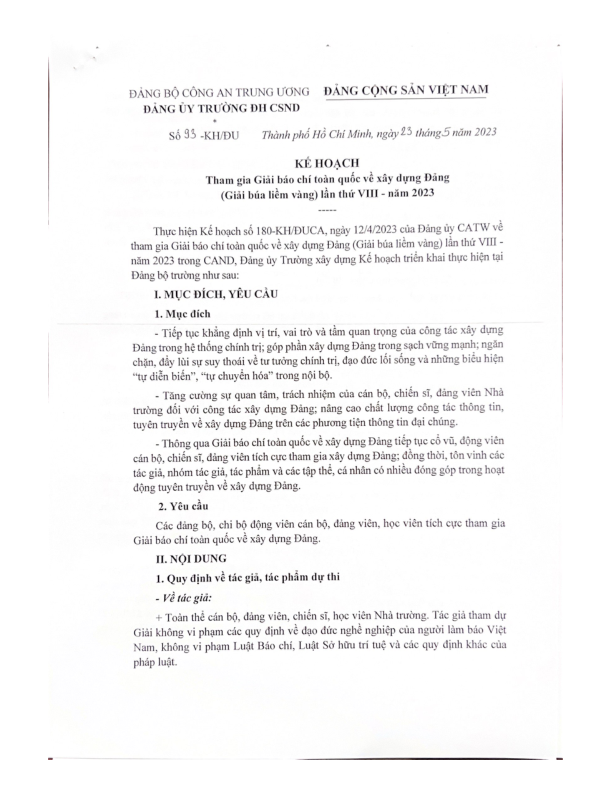 ĐẢNG BỘ CÔNG AN TRUNG ƯƠNG ĐẢNG CỘNG SẢN VIỆT NAM
ĐẢNG ỦY TRƯỜNG ĐH CSND
*
Số 93 -KH/ĐU Thành phố Hồ Chí Minh, ngày 23 tháng 5 năm 2023
KẾ HOẠCH
Tham gia Giải báo chí toàn quốc về xây dựng Đảng
(Giải búa liềm vàng) lần thứ VIII - năm 2023
-----
Thực hiện Kế hoạch số 180-KH/ĐUCA, ngày 12/4/2023 của Đảng ủy CATW về
tham gia Giải báo chí toàn quốc về xây dựng Đảng (Giải búa liềm vàng) lần thứ VIII -
năm 2023 trong CAND, Đảng ủy Trường xây dựng Kế hoạch triển khai thực hiện tại
Đảng bộ trường như sau:
I. MỤC ĐÍCH, YÊU CẦU
1. Mục đích
- Tiếp tục khẳng định vị trí, vai trò và tầm quan trọng của công tác xây dựng
Đảng trong hệ thống chính trị; góp phần xây dựng Đảng trong sạch vững mạnh; ngăn
chặn, đẩy lùi sự suy thoái về tư tưởng chính trị, đạo đức lối sống và những biểu hiện
“tự diễn biến”, “tự chuyển hóa” trong nội bộ.
- Tăng cường sự quan tâm, trách nhiệm của cán bộ, chiến sĩ, đảng viên Nhà
trường đối với công tác xây dựng Đảng; nâng cao chất lượng công tác thông tin,
tuyên truyền về xây dựng Đảng trên các phương tiện thông tin đại chúng.
- Thông qua Giải báo chí toàn quốc về xây dựng Đảng tiếp tục cổ vũ, động viên
cán bộ, chiến sĩ, đảng viên tích cực tham gia xây dựng Đảng; đồng thời, tôn vinh các
tác giả, nhóm tác giả, tác phẩm và các tập thể, cá nhân có nhiều đóng góp trong hoạt
động tuyên truyền về xây dựng Đảng.
2. Yêu cầu
Các đảng bộ, chi bộ động viên cán bộ, đảng viên, học viên tích cực tham gia
Giải báo chí toàn quốc về xây dựng Đảng.
II. NỘI DUNG
1. Quy định về tác giả, tác phẩm dự thi
- Về tác giả:
+ Toàn thể cán bộ, đảng viên, chiến sĩ, học viên Nhà trường. Tác giả tham dự
Giải không vi phạm các quy định về đạo đức nghề nghiệp của người làm báo Việt
Nam, không vi phạm Luật Báo chí, Luật Sở hữu trí tuệ và các quy định khác của
pháp luật.